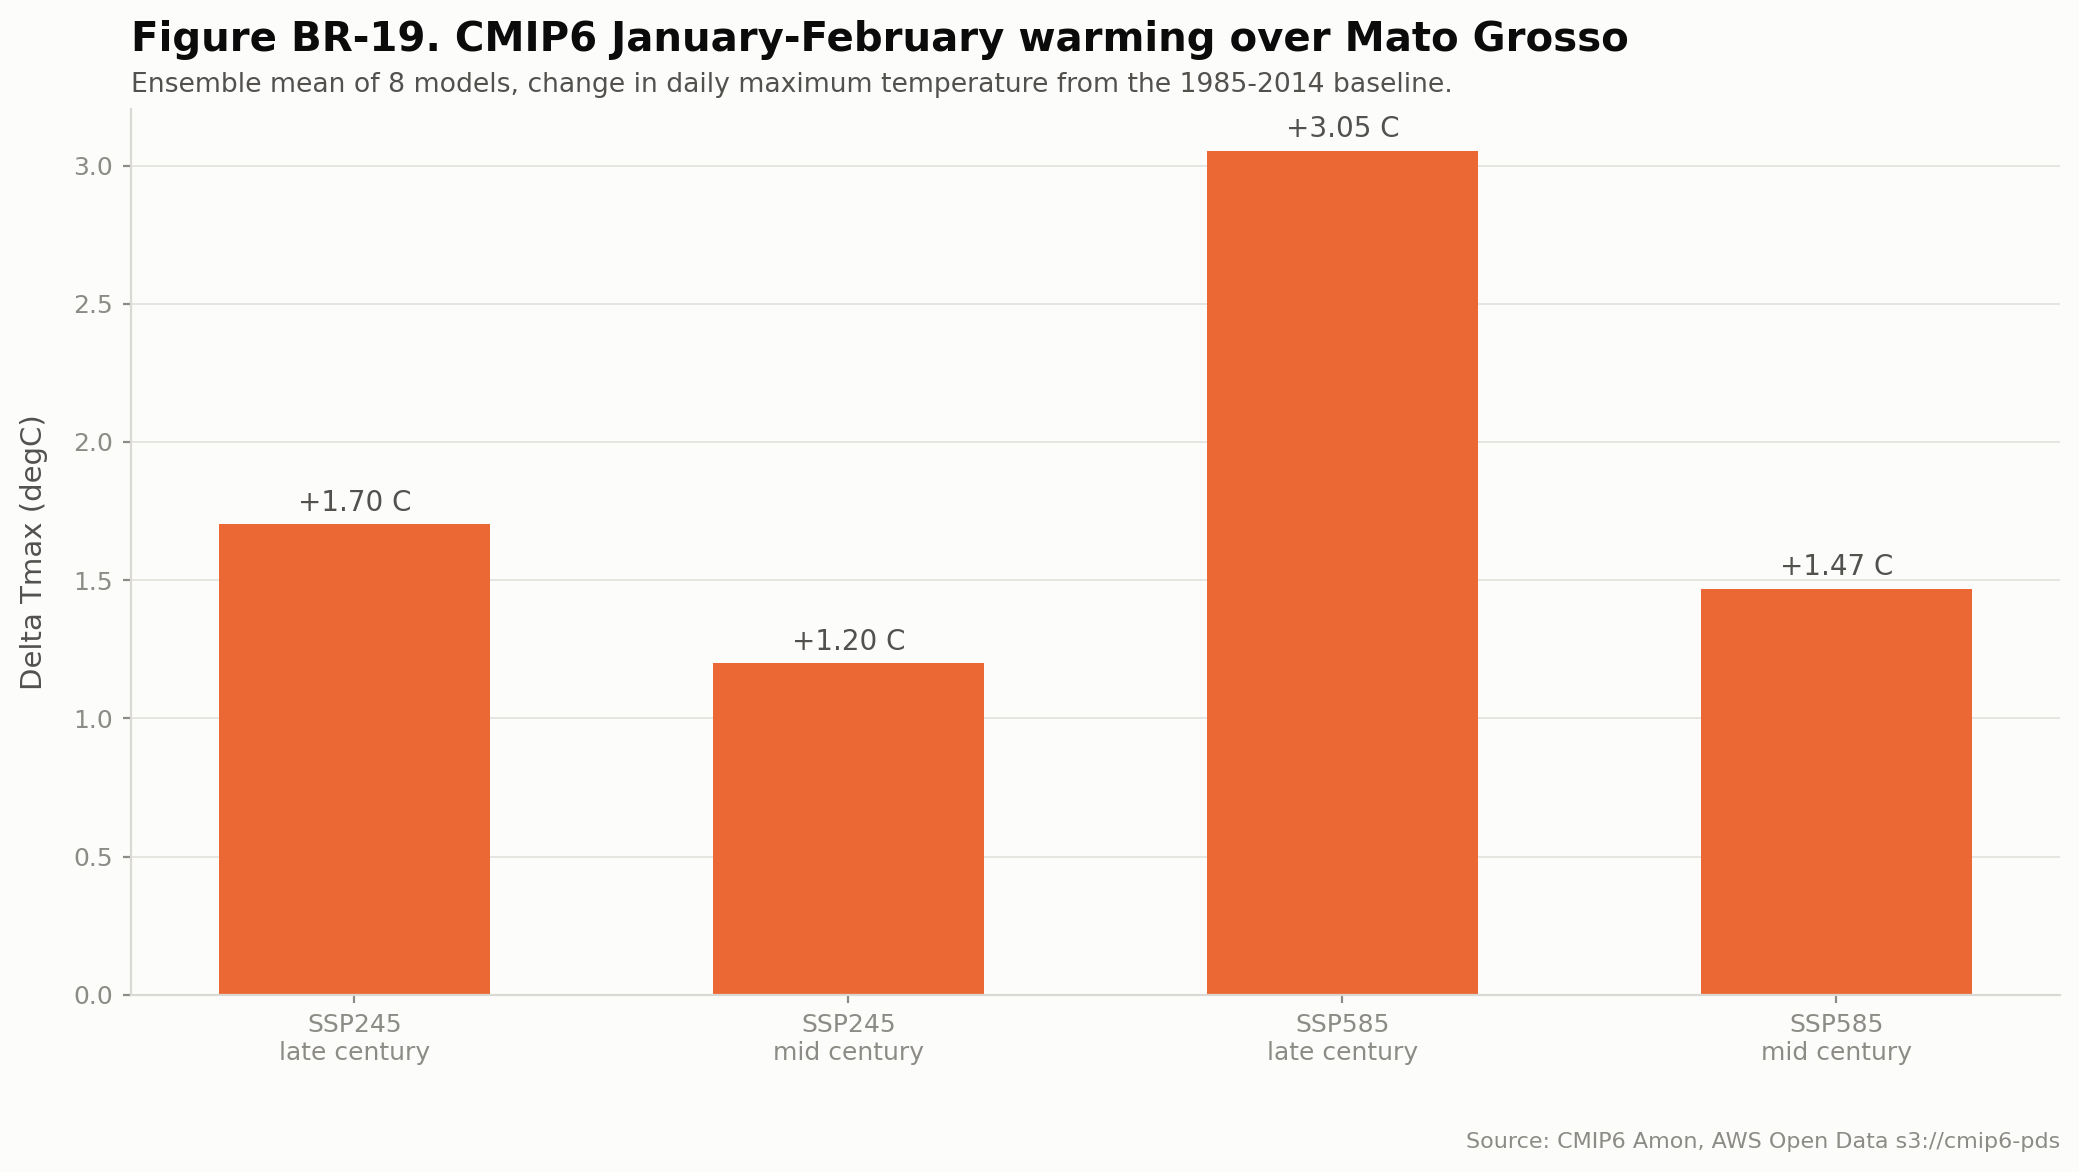 Figure BR-19. CMIP6 January-February warming over Mato Grosso
Ensemble mean of 8 models, change in daily maximum temperature from the 1985-2014 baseline.
Delta Tmax (degC)
3.0
2.5
2.0
1.5
1.0
0.5
0.0
+1.70 C
+1.20 C
+3.05 C
+1.47 C
SSP245
late century
SSP245
mid century
SSP585
late century
SSP585
mid century
Source: CMIP6 Amon, AWS Open Data s3://cmip6-pds